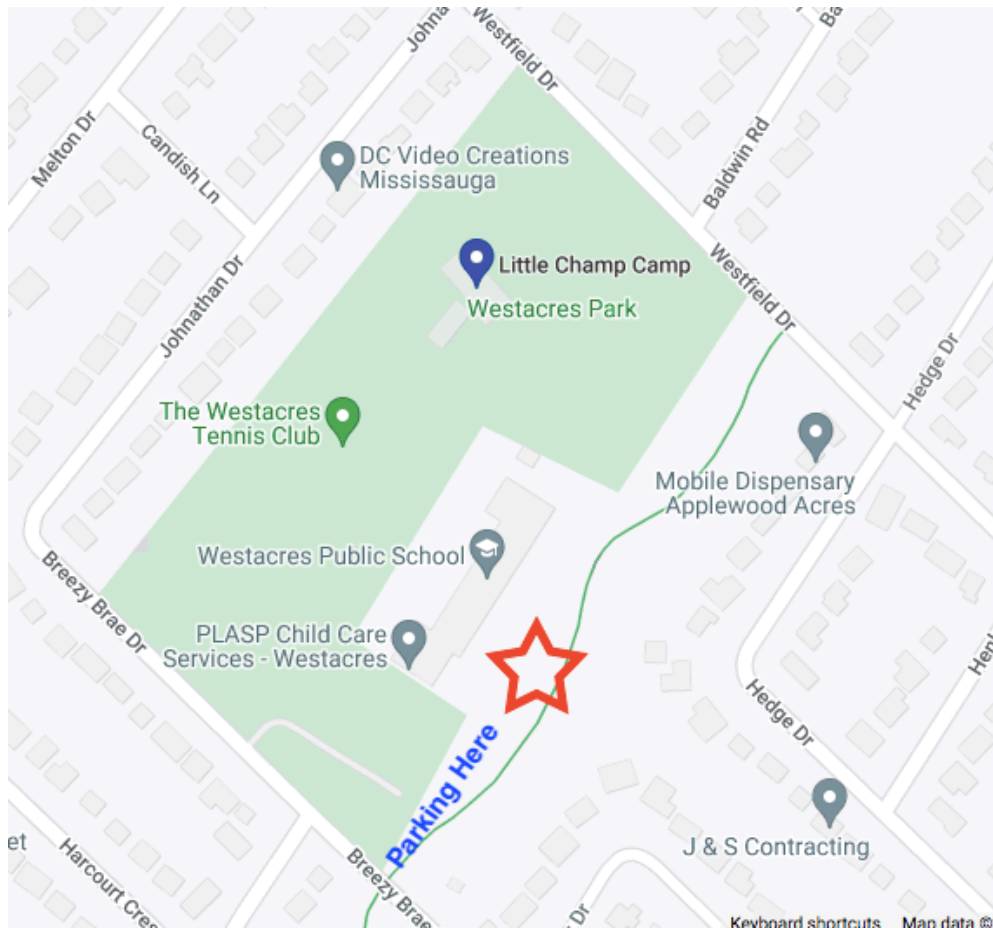 Johna
Westfield Dr
Ba
Melton Dr
Candish Ln
DC Video Creations
Mississauga
Baldwin Rd
Little Champ Camp
Westacres Park
Westfield Dr
Johnathan Dr
Hedge Dr
The Westacres
Tennis Club
Mobile Dispensary
Applewood Acres
Westacres Public School
Breezy Brae Dr
PLASP Child Care
Services - Westacres
Hedge Dr
Parking Here
J & S Contracting
et
Harcourt Cres
Breezy Brae
Dr
Keyboard shortcuts
Map data ©